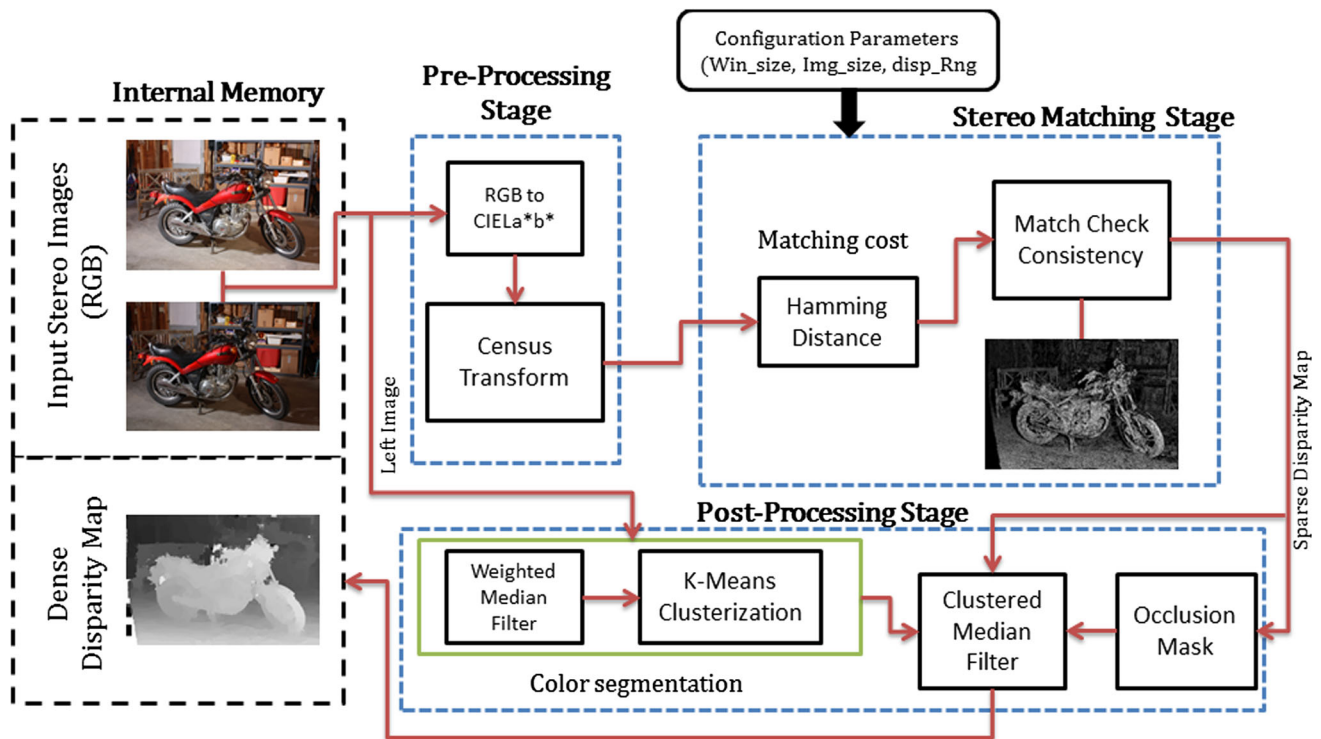 Configuration Parameters
(Win_size, Img_size, disp_Rng
Pre-Processing
Stage
Internal Memory
Stereo Matching Stage
Input Stereo Images
(RGB)
RGB to
CIELa*b*
Census
Transform
Matching cost
Hamming
Distance
Match Check
Consistency
Left Image
Sparse Disparity Map
Dense
Disparity Map
Post-Processing Stage
Weighted
Median
Filter
K-Means
Clusterization
Color segmentation
Clustered
Median
Filter
Occlusion
Mask